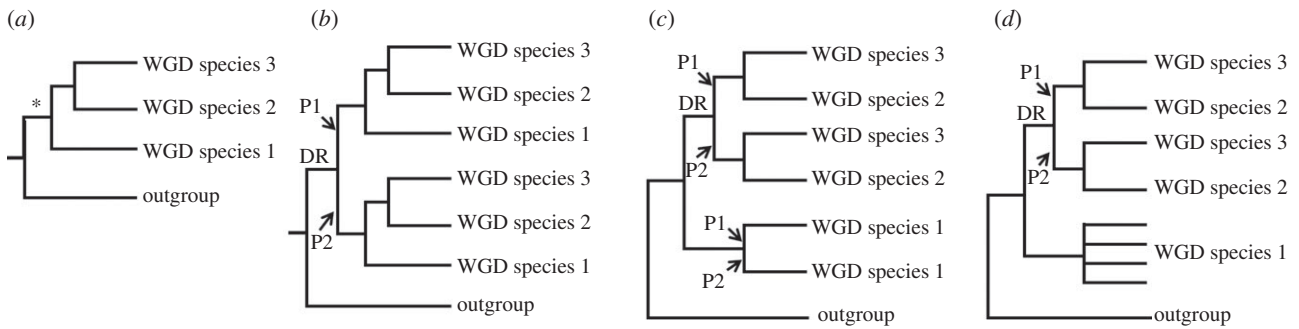 (a)
*
WGD species 3
WGD species 2
WGD species 1
outgroup
(b)
P1
DR
P2
WGD species 3
WGD species 2
WGD species 1
WGD species 3
WGD species 2
WGD species 1
outgroup
(c)
P1
DR
P2
WGD species 3
WGD species 2
WGD species 3
WGD species 2
P1
P2
WGD species 1
WGD species 1
outgroup
(d)
P1
DR
P2
WGD species 3
WGD species 2
WGD species 3
WGD species 2
WGD species 1
outgroup